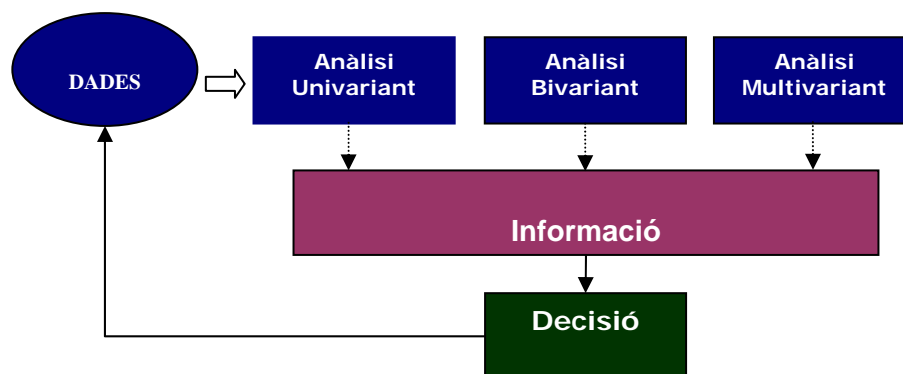 DADES
Anàlisi
Univariant
Anàlisi
Bivariant
Anàlisi
Multivariant
Informació
Decisió